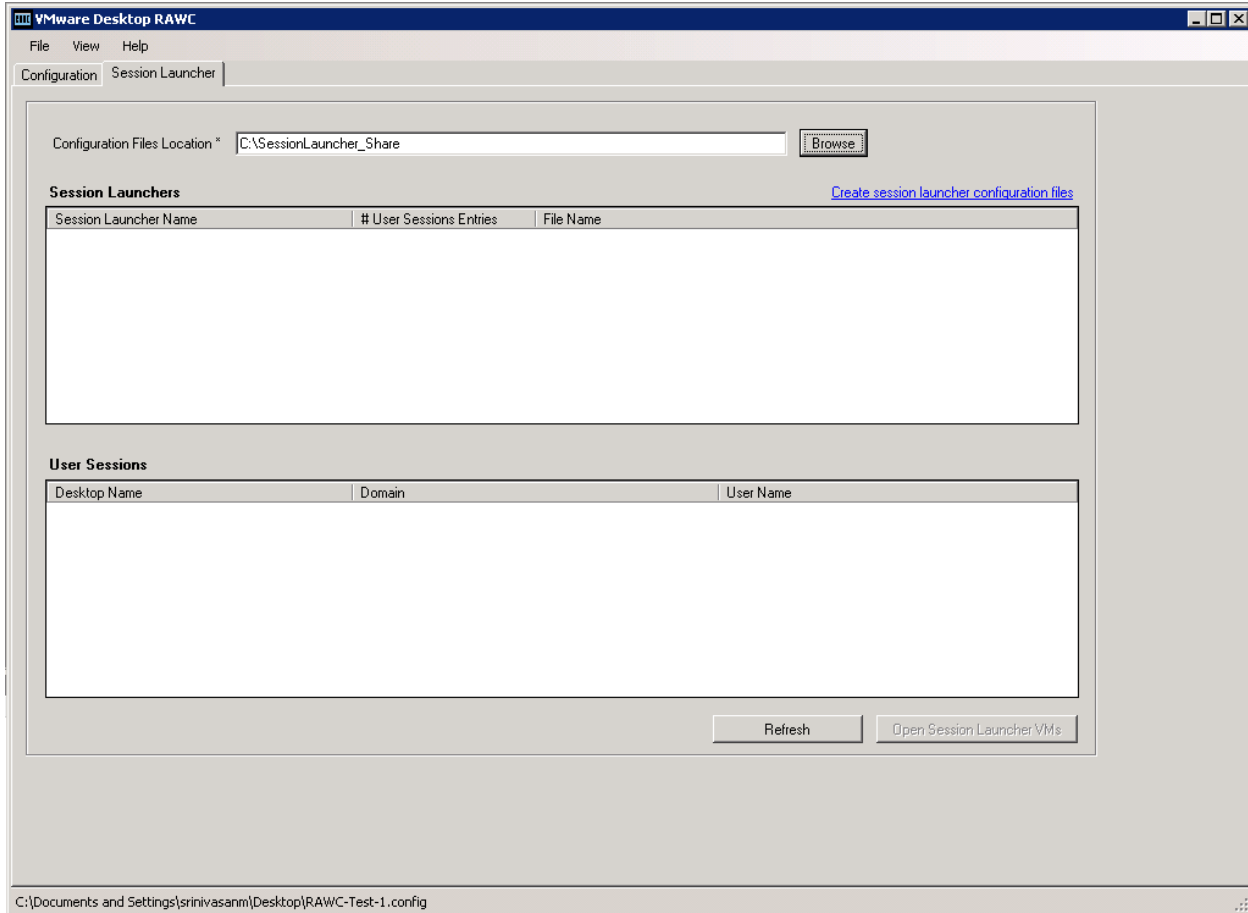 VMware Desktop RAWC
File View Help
Configuration Session Launcher
Configuration Files Location * C:\SessionLauncher_Share Browse
Session Launchers Create session launcher configuration files
Session Launcher Name # User Sessions Entries File Name
User Sessions
Desktop Name Domain User Name
Refresh Open Session Launcher VMs
C:\Documents and Settings\srinivasanm\Desktop\RAWC-Test-1.config